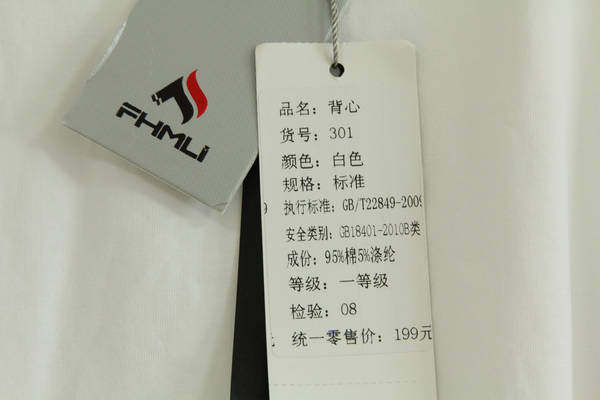 JIHMLI
品名：背心
货号：301
颜色：白色
规格：标准
执行标准：GB/T22849-2009
安全类别：GB18401-2010B类
成份：95%棉5%涤纶
等级：一等级
检验：08
统一零售价：199元